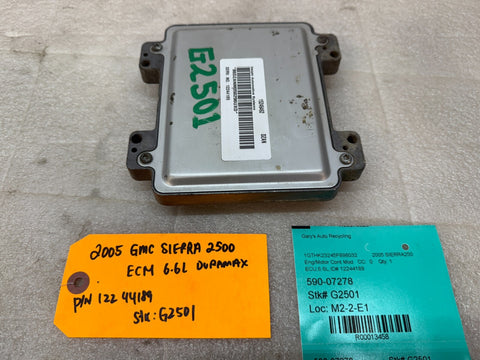 G2501
2005 GMC SIERRA 2500
ECM 6.6L DURAMAX
P/N 122 44189
Stk: G2501
Gary's Auto Recycling
2005 SIERRA250
Eng/Motor Cont Mod. CC: 0 Qty. 1
ECU;6.6L,ID# 12244189
590-07278
Stk# G2501
Loc: M2-2-E1
R00013458